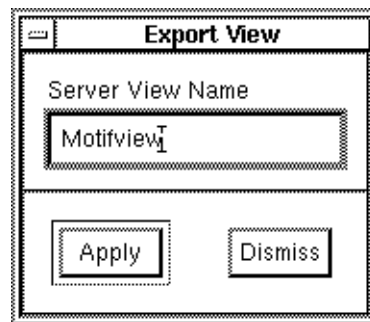 Export View
Server View Name
Motifview
Apply
Dismiss